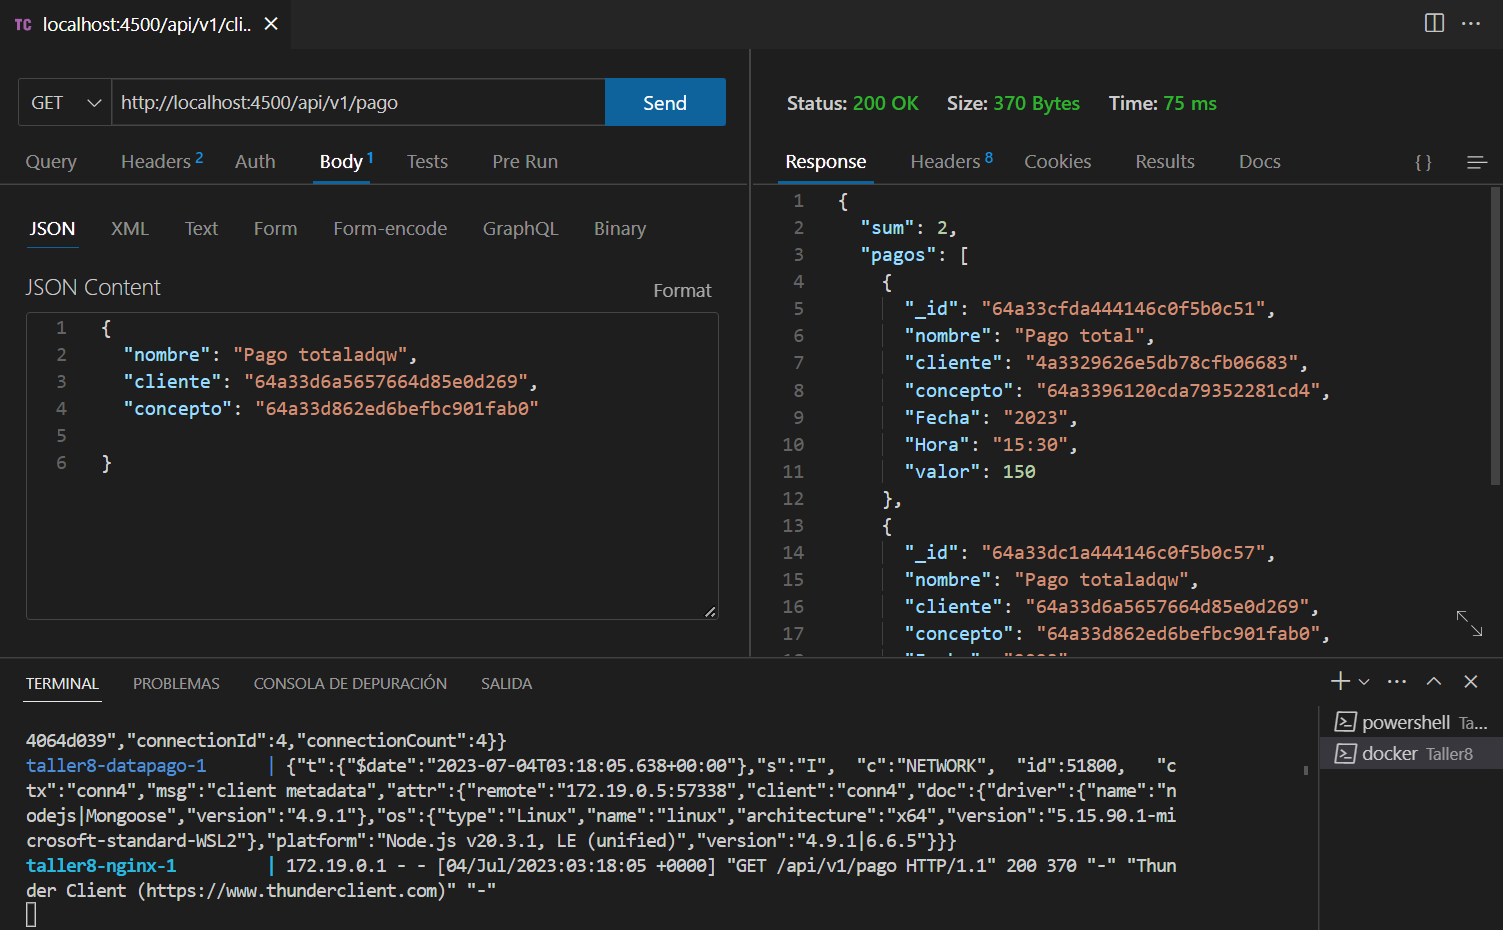 TC localhost:4500/api/v1/cli..
GET http://localhost:4500/api/v1/pago Send
Query Headers 2 Auth Body 1 Tests Pre Run
JSON XML Text Form Form-encode GraphQL Binary
JSON Content
Format
1 {
2 "nombre": "Pago totaladqw",
3 "cliente": "64a33d6a5657664d85e0d269",
4 "concepto": "64a33d862ed6befbc901fab0"
5
6 }
Status: 200 OK Size: 370 Bytes Time: 75 ms
Response Headers 8 Cookies Results Docs { }
1 {
2 "sum": 2,
3 "pagos": [
4 {
5 "_id": "64a33cfda444146c0f5b0c51",
6 "nombre": "Pago total",
7 "cliente": "4a3329626e5db78cfb06683",
8 "concepto": "64a3396120cda79352281cd4",
9 "Fecha": "2023",
10 "Hora": "15:30",
11 "valor": 150
12 },
13 {
14 "_id": "64a33dc1a444146c0f5b0c57",
15 "nombre": "Pago totaladqw",
16 "cliente": "64a33d6a5657664d85e0d269",
17 "concepto": "64a33d862ed6befbc901fab0",
TERMINAL PROBLEMAS CONSOLA DE DEPURACIÓN SALIDA
4064d039","connectionId":4,"connectionCount":4}}
taller8-datapago-1 | {"t":{"$date":"2023-07-04T03:18:05.638+00:00"},"s":"I", "c":"NETWORK", "id":51800, "c
tx":"conn4","msg":"client metadata","attr":{"remote":"172.19.0.5:57338","client":"conn4","doc":{"driver":{"name":"n
odejs|Mongoose","version":"4.9.1"},"os":{"type":"Linux","name":"linux","architecture":"x64","version":"5.15.90.1-mi
crosoft-standard-WSL2"},"platform":"Node.js v20.3.1, LE (unified)","version":"4.9.1|6.6.5"}}}
taller8-nginx-1 | 172.19.0.1 - - [04/Jul/2023:03:18:05 +0000] "GET /api/v1/pago HTTP/1.1" 200 370 "-" "Thun
der Client (https://www.thunderclient.com)" "-"
powershell Ta...
docker Taller8